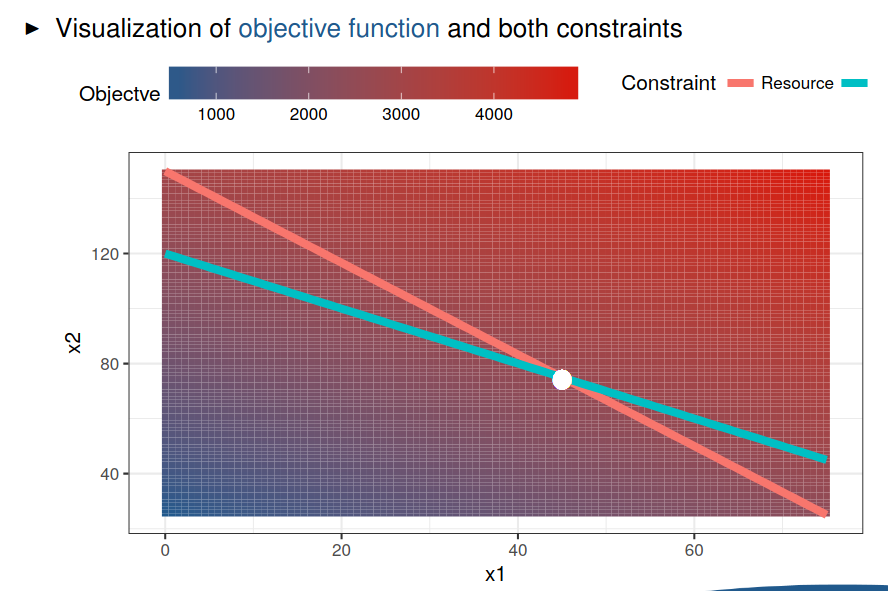 ► Visualization of objective function and both constraints
Objectve 1000 2000 3000 4000
Constraint Resource
x2
120
80
40
0 20 40 60
x1